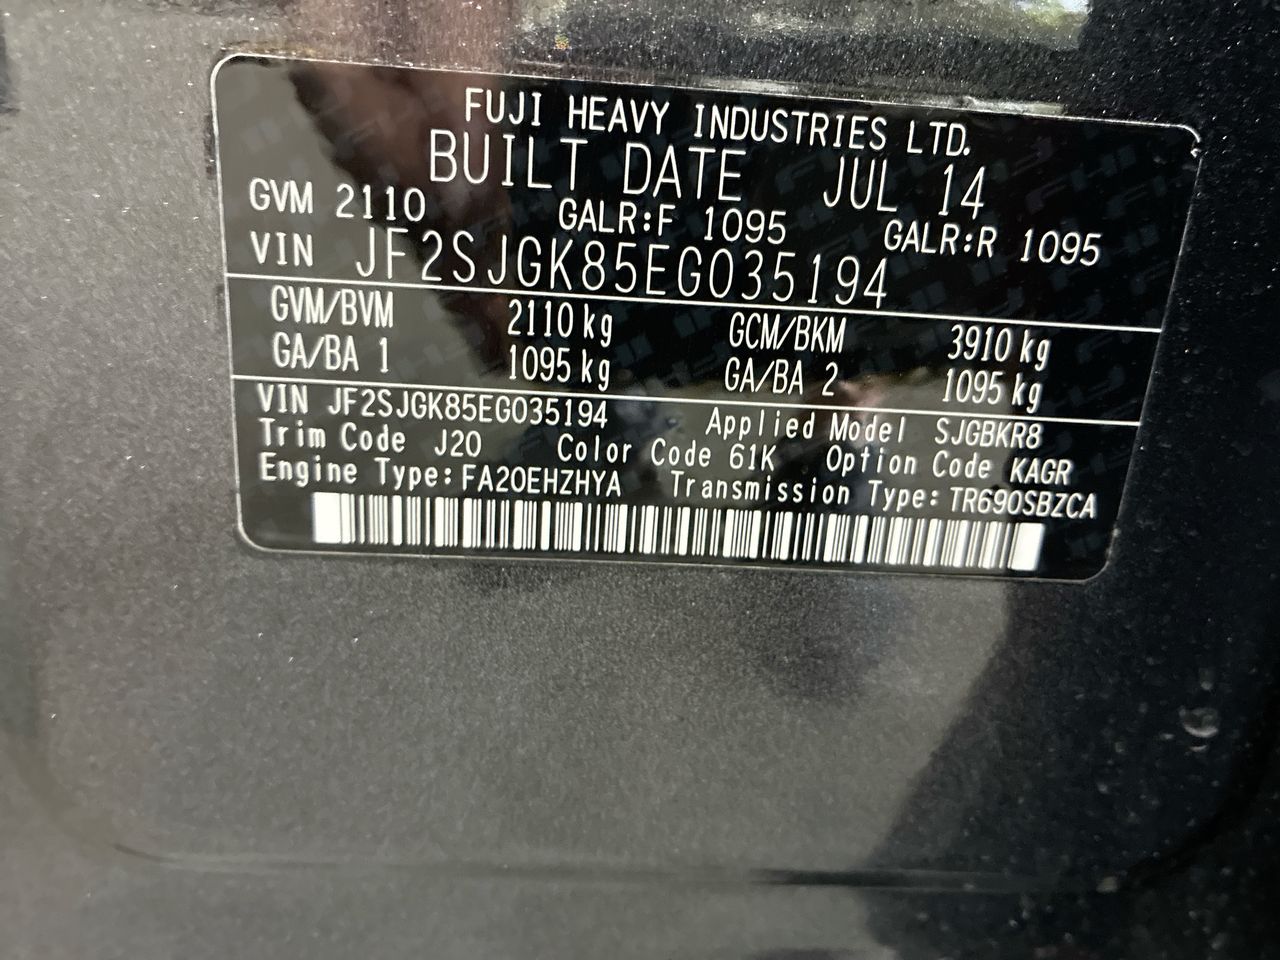 FUJI HEAVY INDUSTRIES LTD.
BUILT DATE JUL 14
GVM 2110 GALR:F 1095 GALR:R 1095
VIN JF2SJGK85EG035194
GVM/BVM 2110 kg GCM/BKM 3910 kg
GA/BA 1 1095 kg GA/BA 2 1095 kg
VIN JF2SJGK85EG035194 Applied Model SJGBKR8
Trim Code J20 Color Code 61K Option Code KAGR
Engine Type:FA20EHZHYA Transmission Type:TR690SBZCA